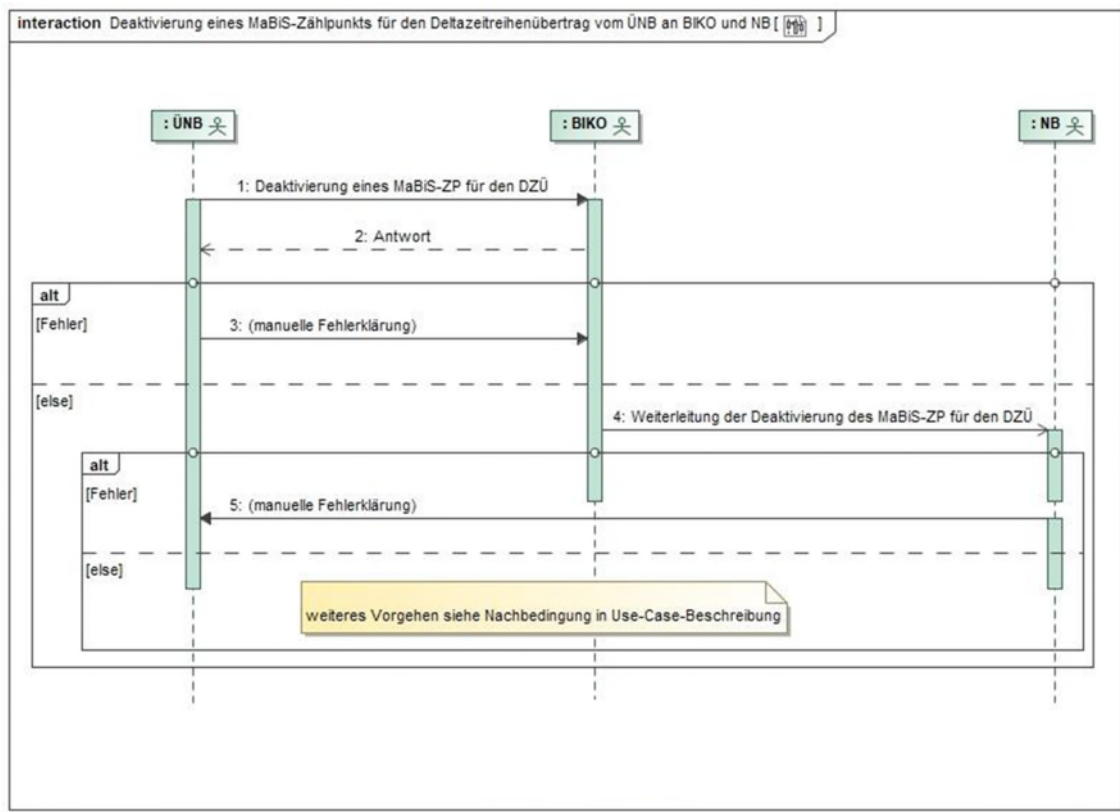 interaction Deaktivierung eines MaBiS-Zählpunkts für den Deltazeitreihenübertrag vom ÜNB an BIKO und NB [ ]
: ÜNB
: BIKO
: NB
1: Deaktivierung eines MaBiS-ZP für den DZÜ
2: Antwort
alt
[Fehler]
3: (manuelle Fehlerklärung)
[else]
4: Weiterleitung der Deaktivierung des MaBiS-ZP für den DZÜ
alt
[Fehler]
5: (manuelle Fehlerklärung)
[else]
weiteres Vorgehen siehe Nachbedingung in Use-Case-Beschreibung